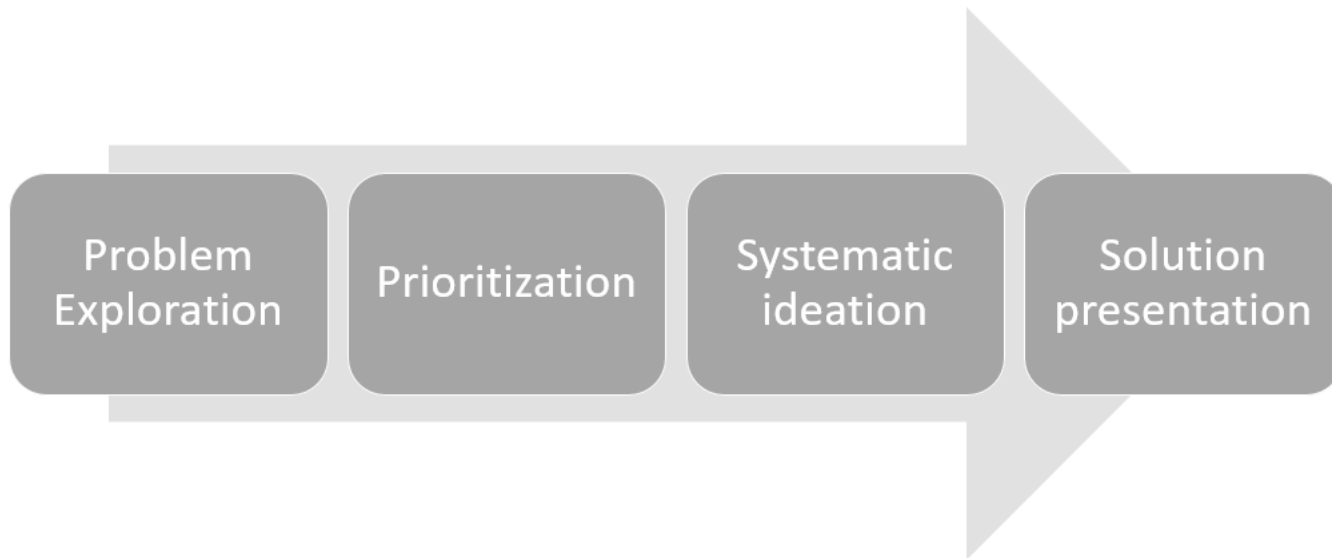 Problem
Exploration
Prioritization
Systematic
ideation
Solution
presentation